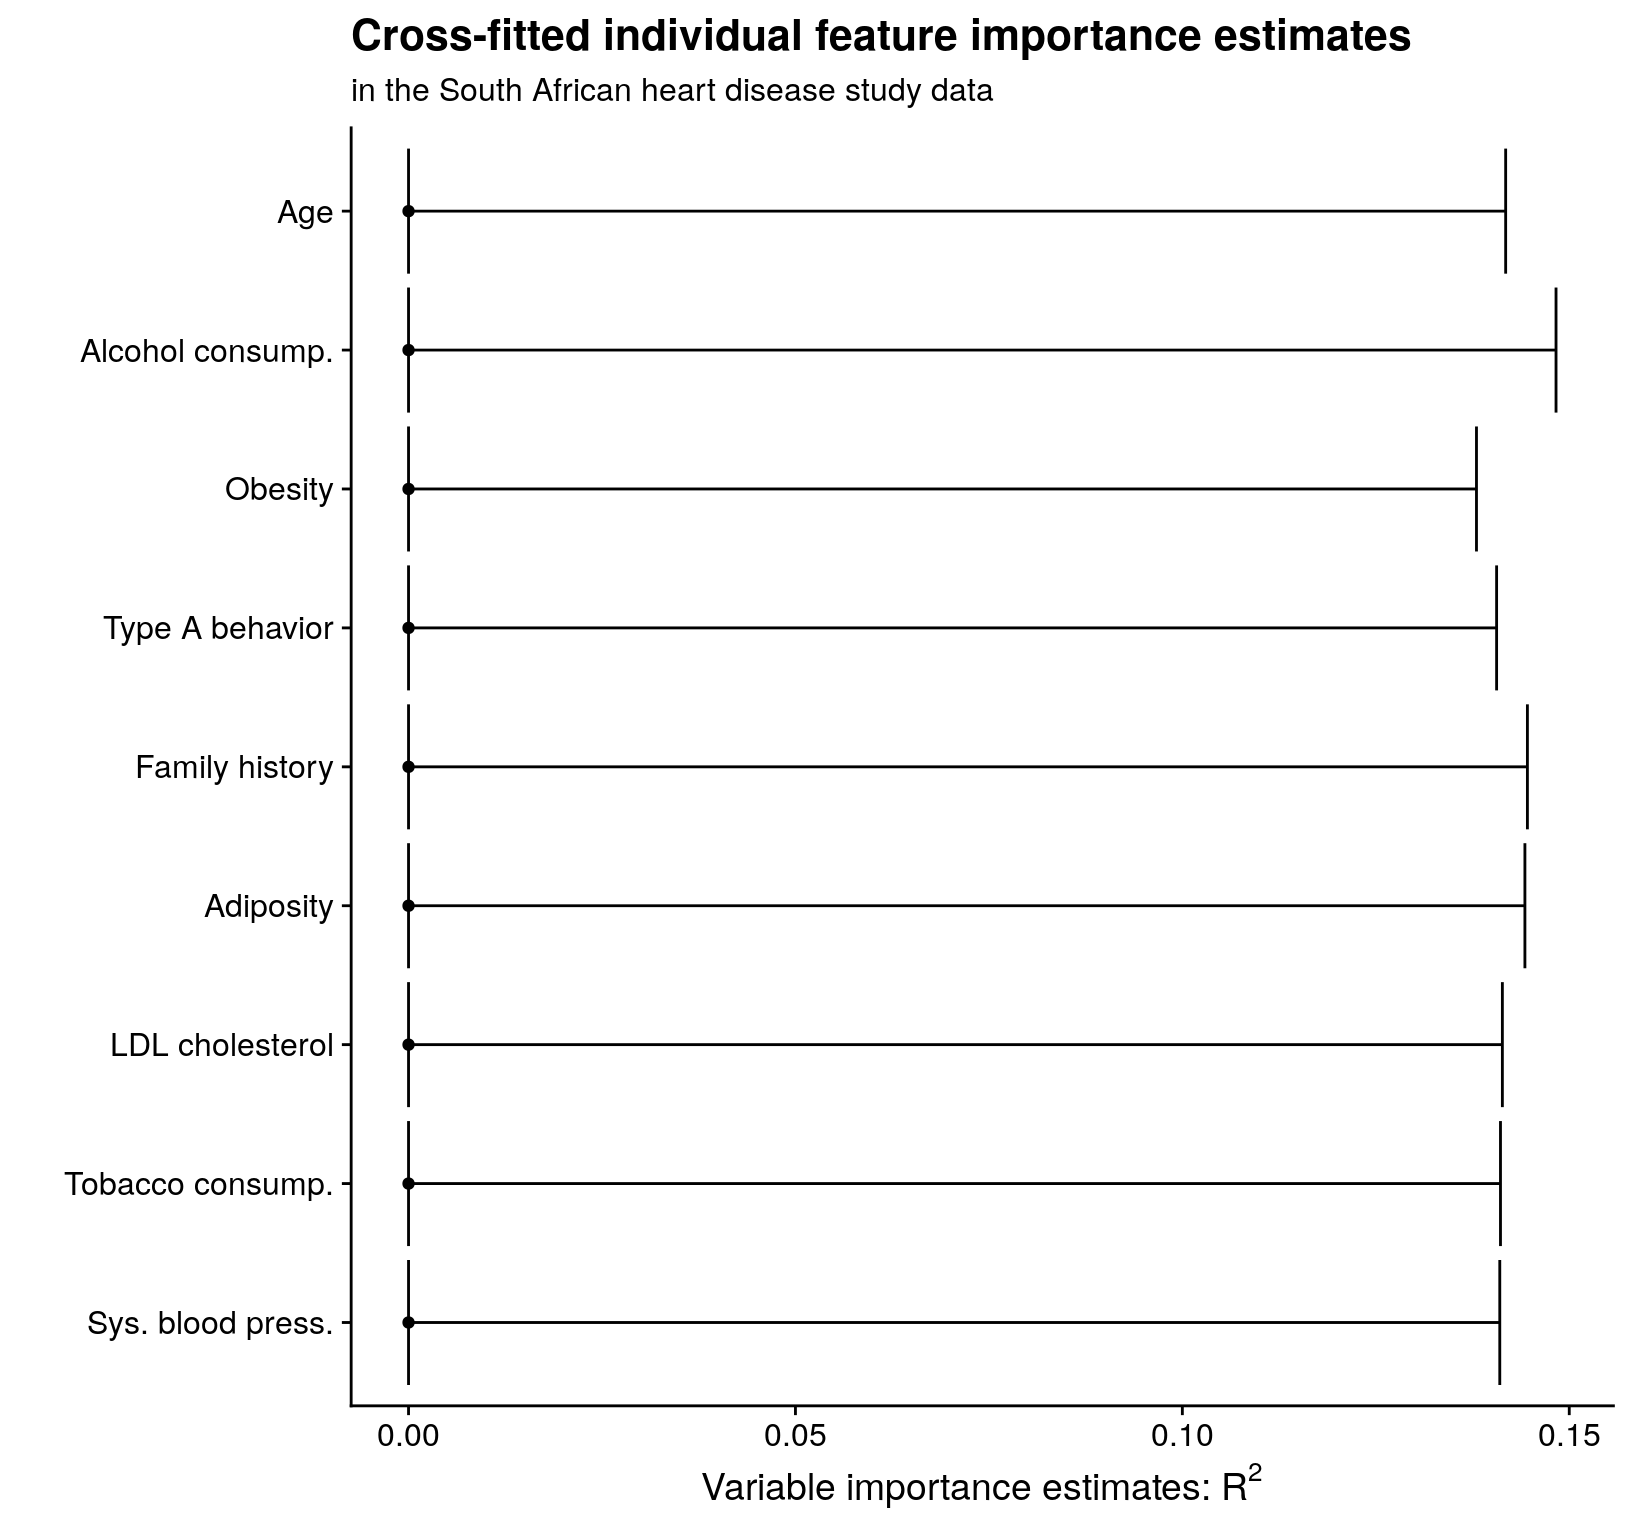 Cross-fitted individual feature importance estimates
in the South African heart disease study data
Age
Alcohol consump.
Obesity
Type A behavior
Family history
Adiposity
LDL cholesterol
Tobacco consump.
Sys. blood press.
0.00 0.05 0.10 0.15
Variable importance estimates: R²